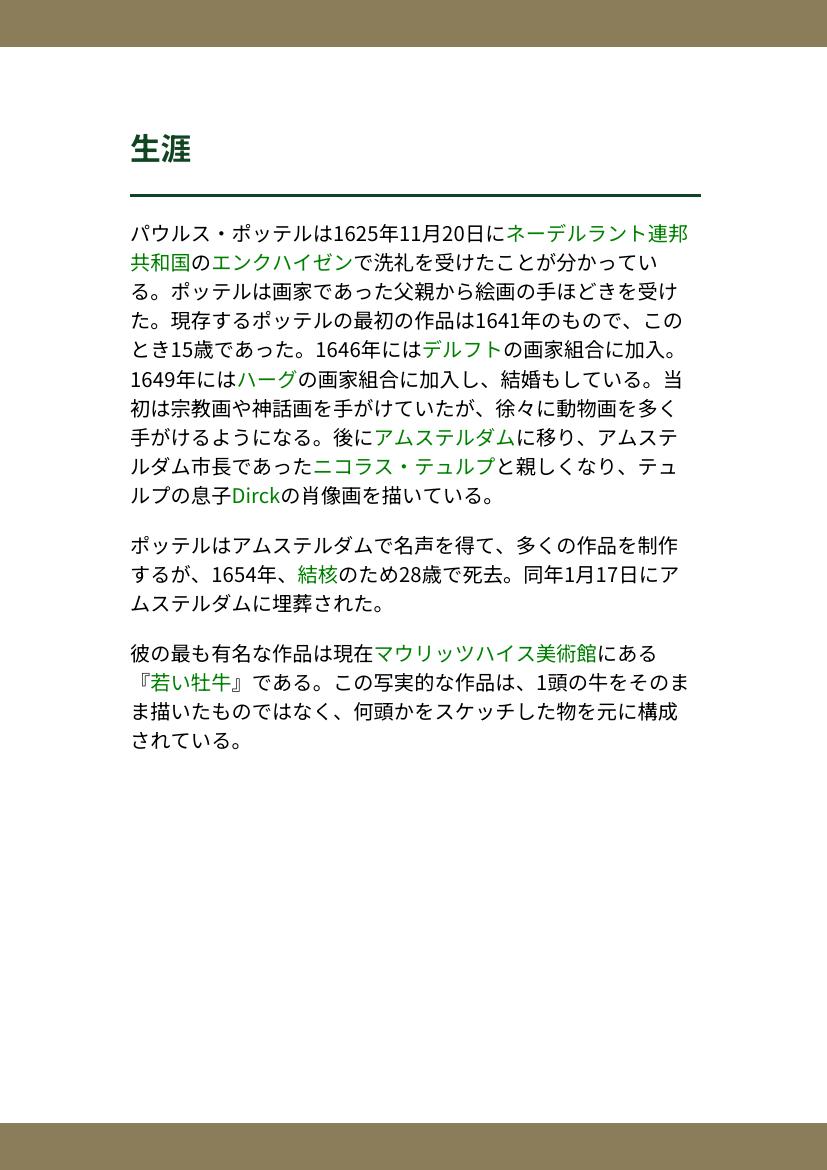 生涯
パウルス・ポッテルは1625年11月20日にネーデルラント連邦
共和国のエンクハイゼンで洗礼を受けたことが分かってい
る。ポッテルは画家であった父親から絵画の手ほどきを受け
た。現存するポッテルの最初の作品は1641年のもので、この
とき15歳であった。1646年にはデルフトの画家組合に加入。
1649年にはハーグの画家組合に加入し、結婚もしている。当
初は宗教画や神話画を手がけていたが、徐々に動物画を多く
手がけるようになる。後にアムステルダムに移り、アムステ
ルダム市長であったニコラス・テュルプと親しくなり、テュ
ルプの息子Dirckの肖像画を描いている。
ポッテルはアムステルダムで名声を得て、多くの作品を制作
するが、1654年、結核のため28歳で死去。同年1月17日にア
ムステルダムに埋葬された。
彼の最も有名な作品は現在マウリッツハイス美術館にある
『若い牡牛』である。この写実的な作品は、1頭の牛をそのま
ま描いたものではなく、何頭かをスケッチした物を元に構成
されている。